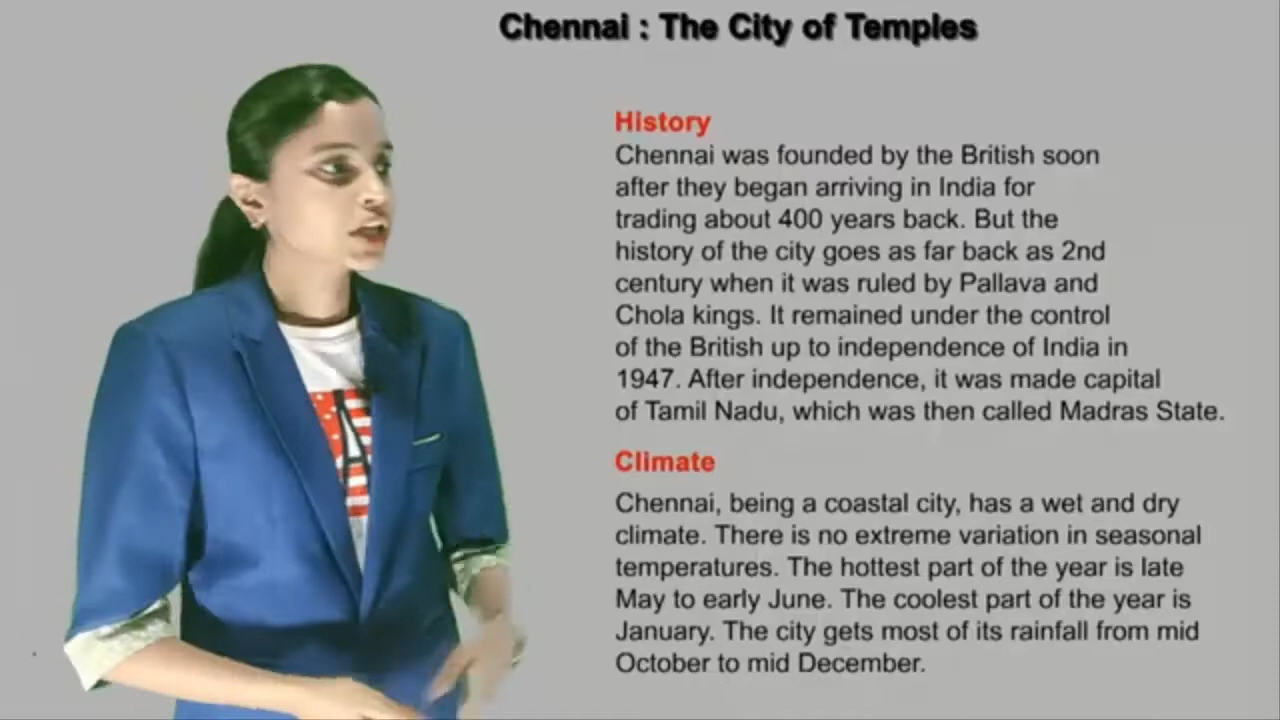 Chennai : The City of Temples
History
Chennai was founded by the British soon
after they began arriving in India for
trading about 400 years back. But the
history of the city goes as far back as 2nd
century when it was ruled by Pallava and
Chola kings. It remained under the control
of the British up to independence of India in
1947. After independence, it was made capital
of Tamil Nadu, which was then called Madras State.
Climate
Chennai, being a coastal city, has a wet and dry
climate. There is no extreme variation in seasonal
temperatures. The hottest part of the year is late
May to early June. The coolest part of the year is
January. The city gets most of its rainfall from mid
October to mid December.